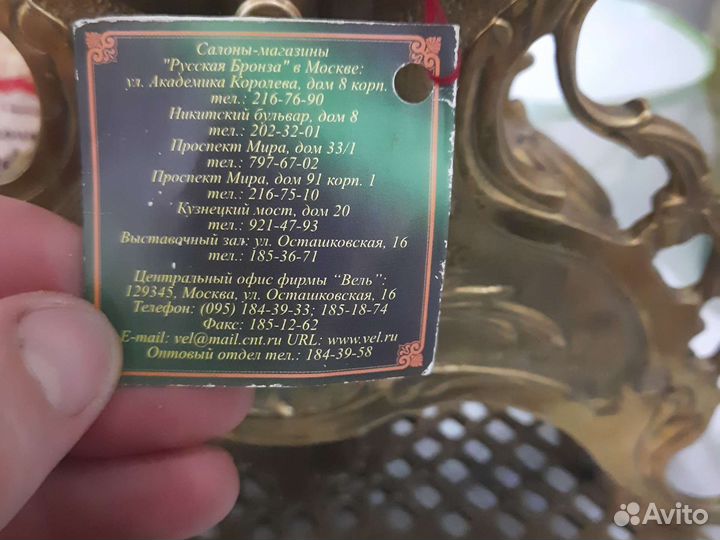 Салоны-магазины
"Русская Бронза" в Москве:
ул. Академика Королева, дом 8 корп.
тел.: 216-76-90
Никитский бульвар, дом 8
тел.: 202-32-01
Проспект Мира, дом 33/1
тел.: 797-67-02
Проспект Мира, дом 91 корп. 1
тел.: 216-75-10
Кузнецкий мост, дом 20
тел.: 921-47-93
Выставочный зал: ул. Осташковская, 16
тел.: 185-36-71
Центральный офис фирмы “Вель”:
129345, Москва, ул. Осташковская, 16
Телефон: (095) 184-39-33; 185-18-74
Факс: 185-12-62
E-mail: vel@mail.cnt.ru URL: www.vel.ru
Оптовый отдел тел.: 184-39-58
Avito